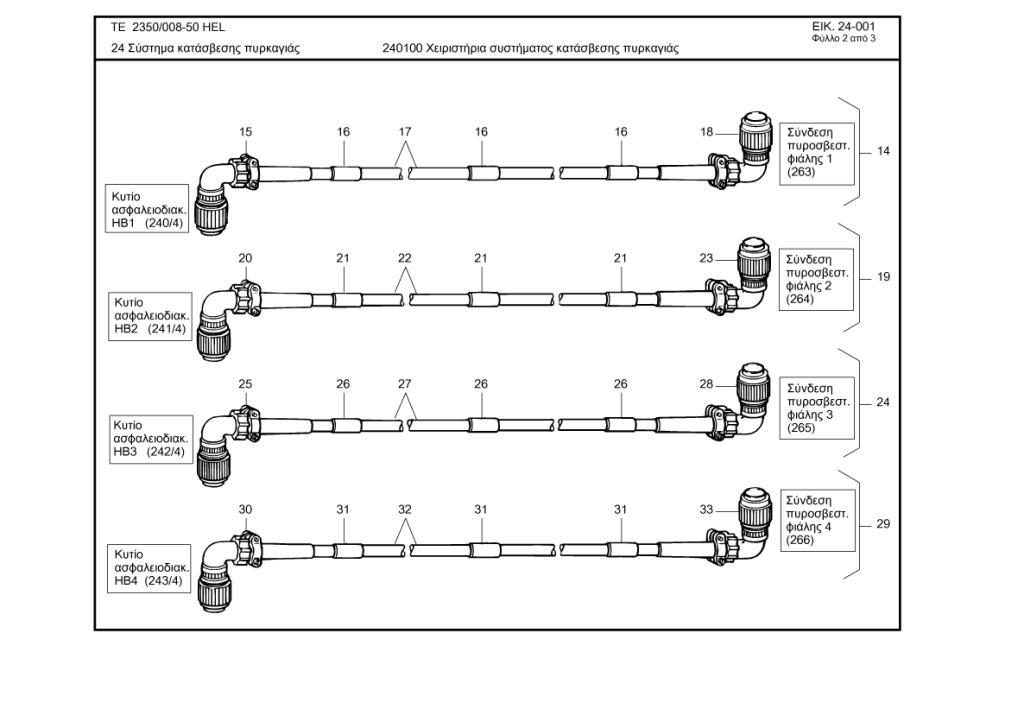 TE 2350/008-50 HEL
ΕΙΚ. 24-001
Φύλλο 2 από 3
24 Σύστημα κατάσβεσης πυρκαγιάς
240100 Χειριστήρια συστήματος κατάσβεσης πυρκαγιάς
15 16 17 16 16 18
Σύνδεση
πυροσβεστ.
φιάλης 1
(263)
14
Κυτίο
ασφαλειοδιακ.
HB1 (240/4)
20 21 22 21 21 23
Σύνδεση
πυροσβεστ.
φιάλης 2
(264)
19
Κυτίο
ασφαλειοδιακ.
HB2 (241/4)
25 26 27 26 26 28
Σύνδεση
πυροσβεστ.
φιάλης 3
(265)
24
Κυτίο
ασφαλειοδιακ.
HB3 (242/4)
30 31 32 31 31 33
Σύνδεση
πυροσβεστ.
φιάλης 4
(266)
29
Κυτίο
ασφαλειοδιακ.
HB4 (243/4)